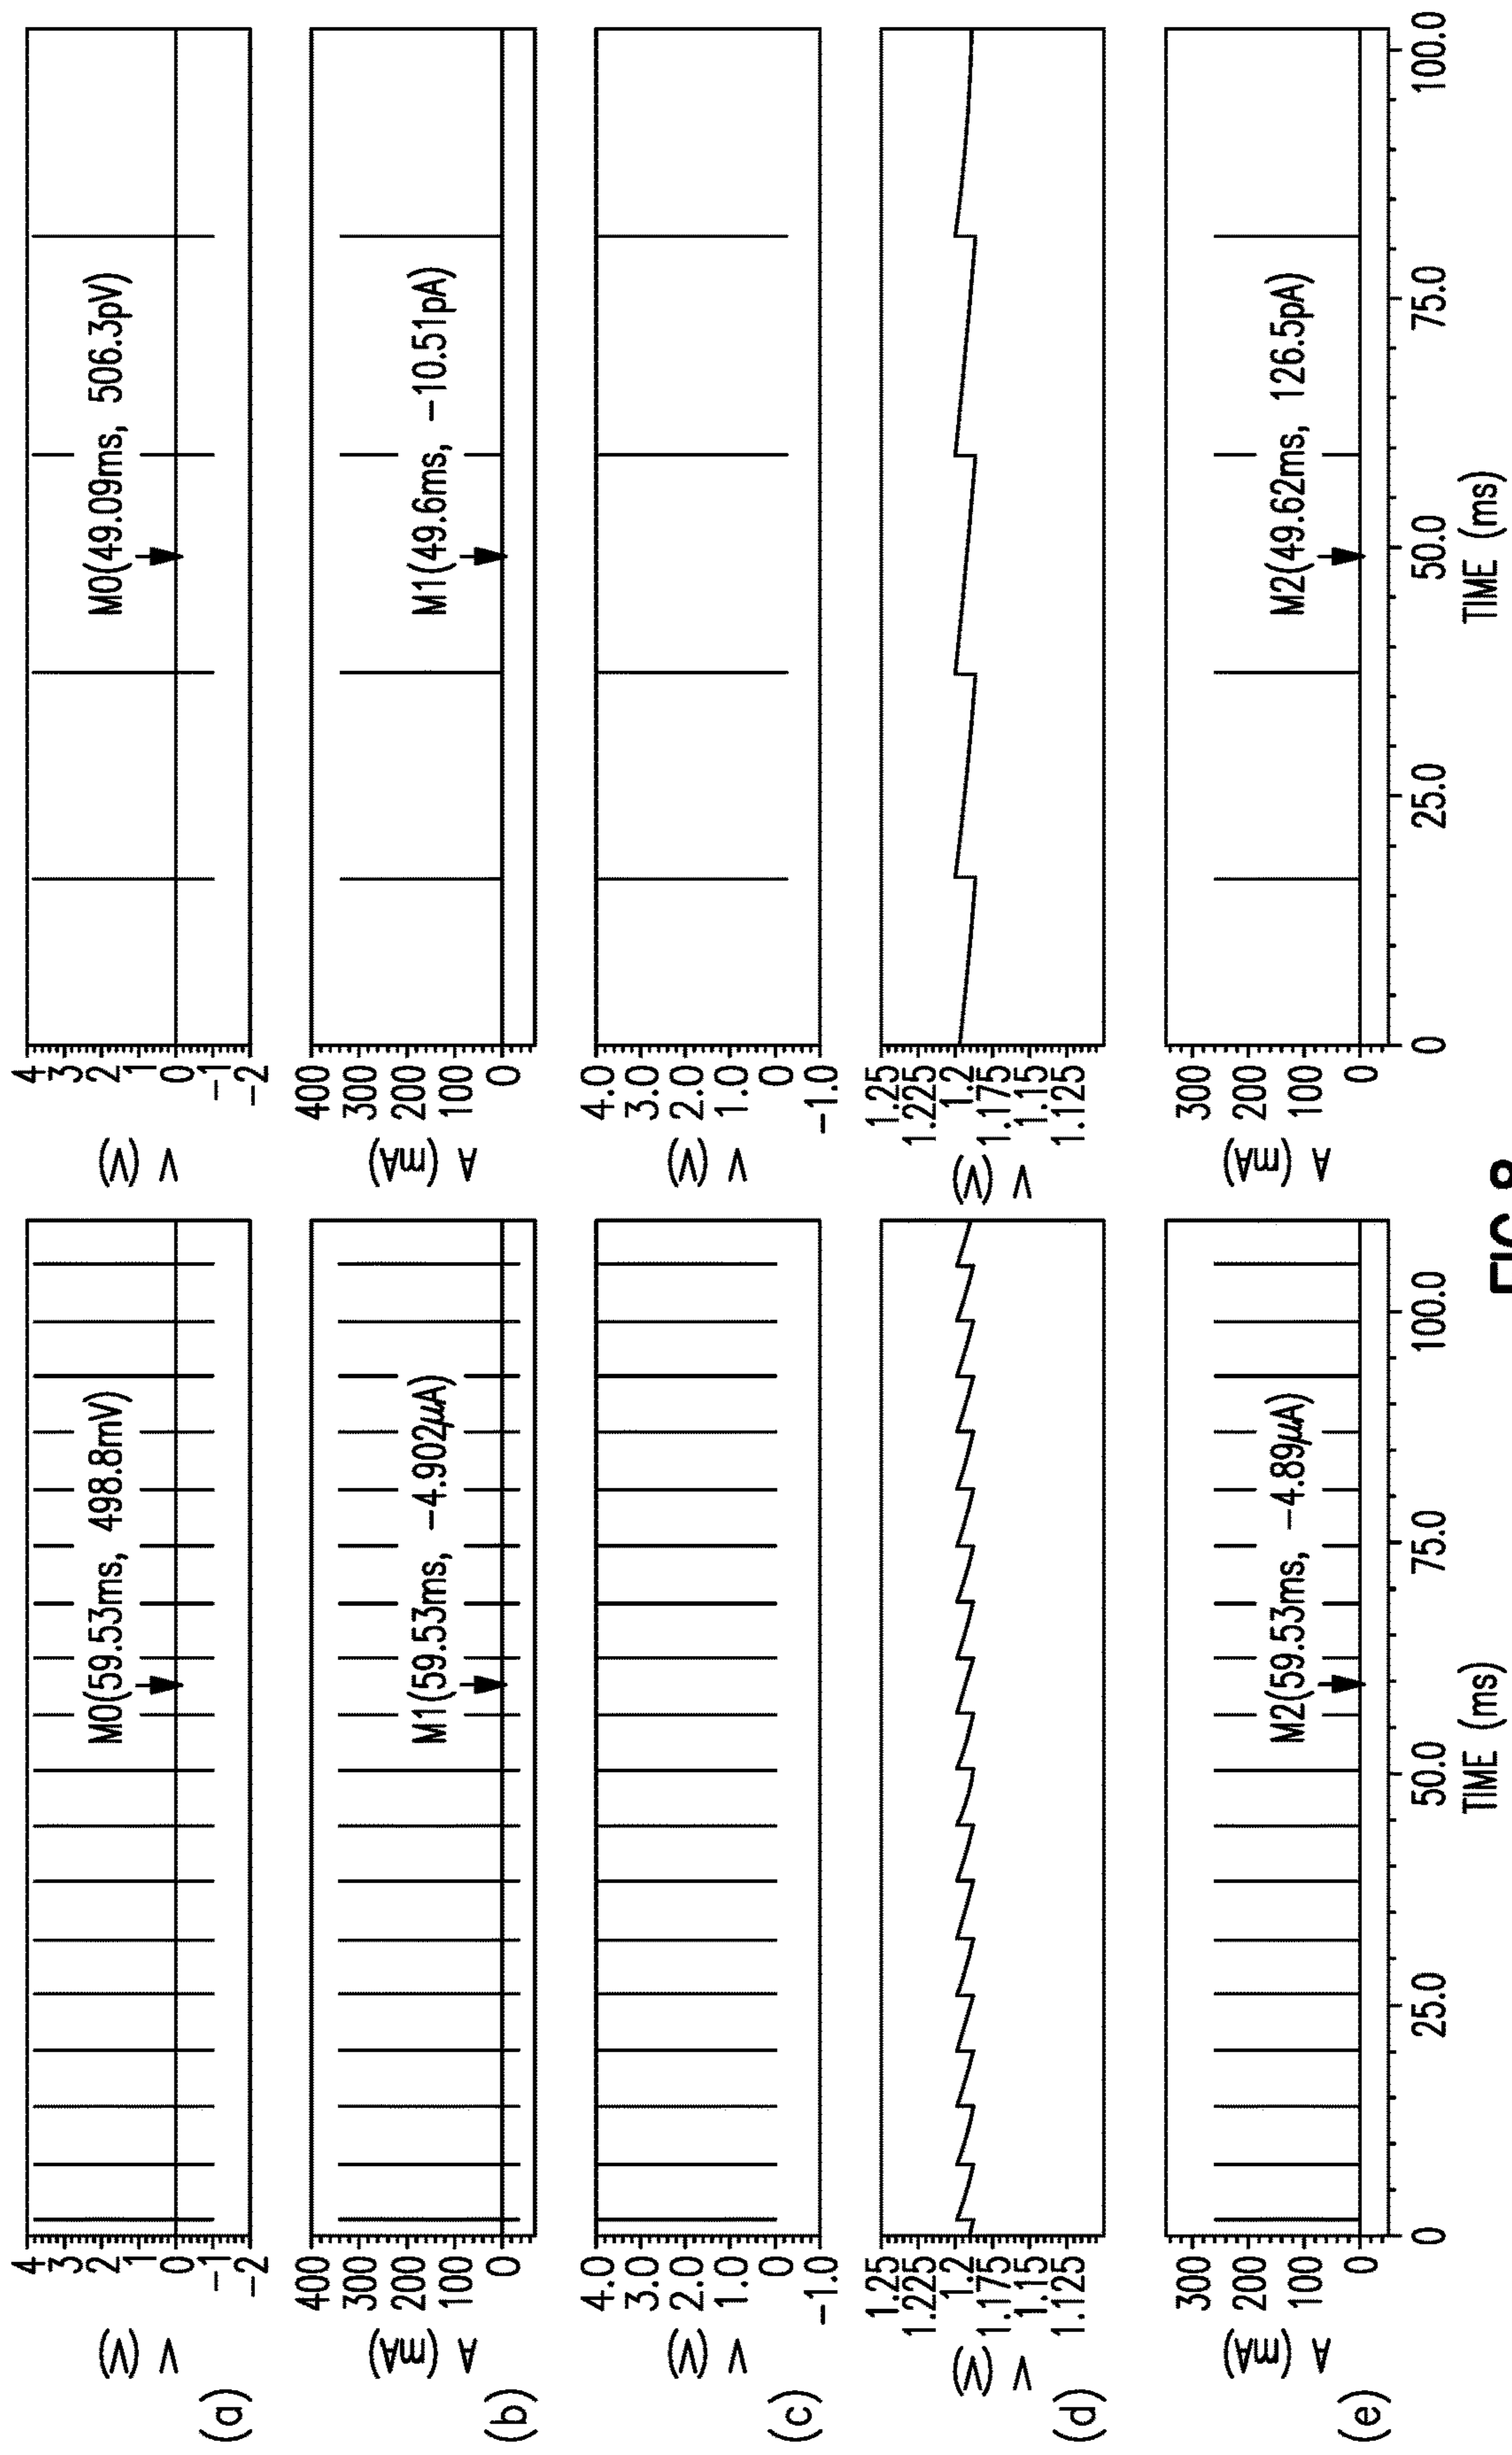 (a)
V (V)
4
3
2
1
0
−1
−2
M0(59.53ms, 498.8mV)
V (V)
4
3
2
1
0
−1
−2
M0(49.09ms, 506.3pV)
(b)
A (mA)
400
300
200
100
0
M1(59.53ms, −4.902µA)
A (mA)
400
300
200
100
0
M1(49.6ms, −10.51pA)
(c)
V (V)
4.0
3.0
2.0
1.0
0
−1.0
V (V)
4.0
3.0
2.0
1.0
0
−1.0
(d)
V (V)
1.25
1.225
1.2
1.175
1.15
1.125
V (V)
1.25
1.225
1.2
1.175
1.15
1.125
(e)
A (mA)
300
200
100
0
M2(59.53ms, −4.89µA)
0 25.0 50.0 75.0 100.0
TIME (ms)
A (mA)
300
200
100
0
M2(49.62ms, 126.5pA)
0 25.0 50.0 75.0 100.0
TIME (ms)